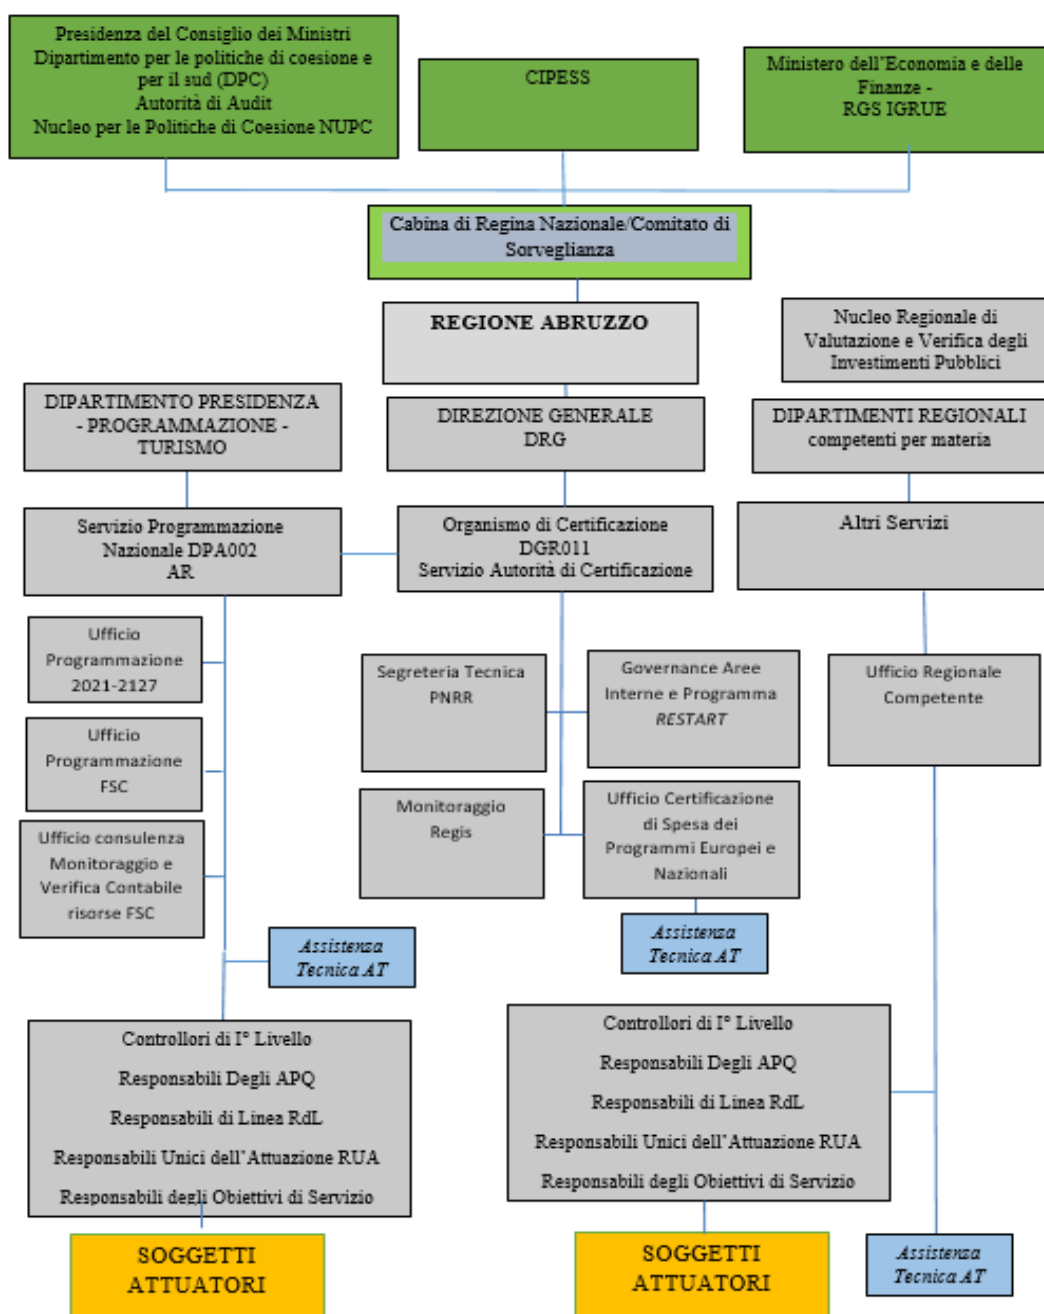 Presidenza del Consiglio dei Ministri
Dipartimento per le politiche di coesione e
per il sud (DPC)
Autorità di Audit
Nucleo per le Politiche di Coesione NUPC
CIPESS
Ministero dell'Economia e delle
Finanze -
RGS IGRUE
Cabina di Regina Nazionale/Comitato di
Sorveglianza
REGIONE ABRUZZO
Nucleo Regionale di
Valutazione e Verifica degli
Investimenti Pubblici
DIPARTIMENTO PRESIDENZA
- PROGRAMMAZIONE -
TURISMO
DIREZIONE GENERALE
DRG
DIPARTIMENTI REGIONALI
competenti per materia
Servizio Programmazione
Nazionale DPA002
AR
Organismo di Certificazione
DGR011
Servizio Autorità di Certificazione
Altri Servizi
Ufficio
Programmazione
2021-2127
Segreteria Tecnica
PNRR
Governance Aree
Interne e Programma
RESTART
Ufficio Regionale
Competente
Ufficio
Programmazione
FSC
Monitoraggio
Regis
Ufficio Certificazione
di Spesa dei
Programmi Europei e
Nazionali
Ufficio consulenza
Monitoraggio e
Verifica Contabile
risorse FSC
Assistenza
Tecnica AT
Assistenza
Tecnica AT
Controllori di I° Livello
Responsabili Degli APQ
Responsabili di Linea RdL
Responsabili Unici dell'Attuazione RUA
Responsabili degli Obiettivi di Servizio
Controllori di I° Livello
Responsabili Degli APQ
Responsabili di Linea RdL
Responsabili Unici dell'Attuazione RUA
Responsabili degli Obiettivi di Servizio
SOGGETTI
ATTUATORI
SOGGETTI
ATTUATORI
Assistenza
Tecnica AT